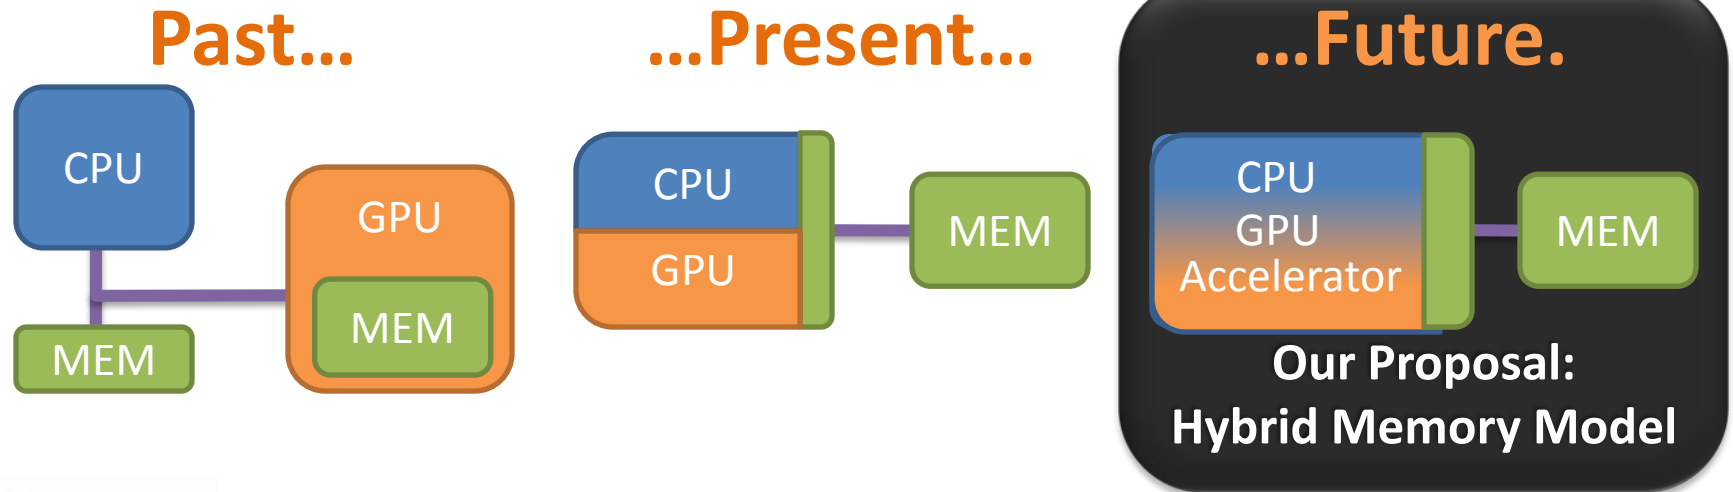 Past…
CPU
GPU
MEM
MEM
…Present…
CPU
GPU
MEM
…Future.
CPU
GPU
Accelerator
MEM
Our Proposal:
Hybrid Memory Model